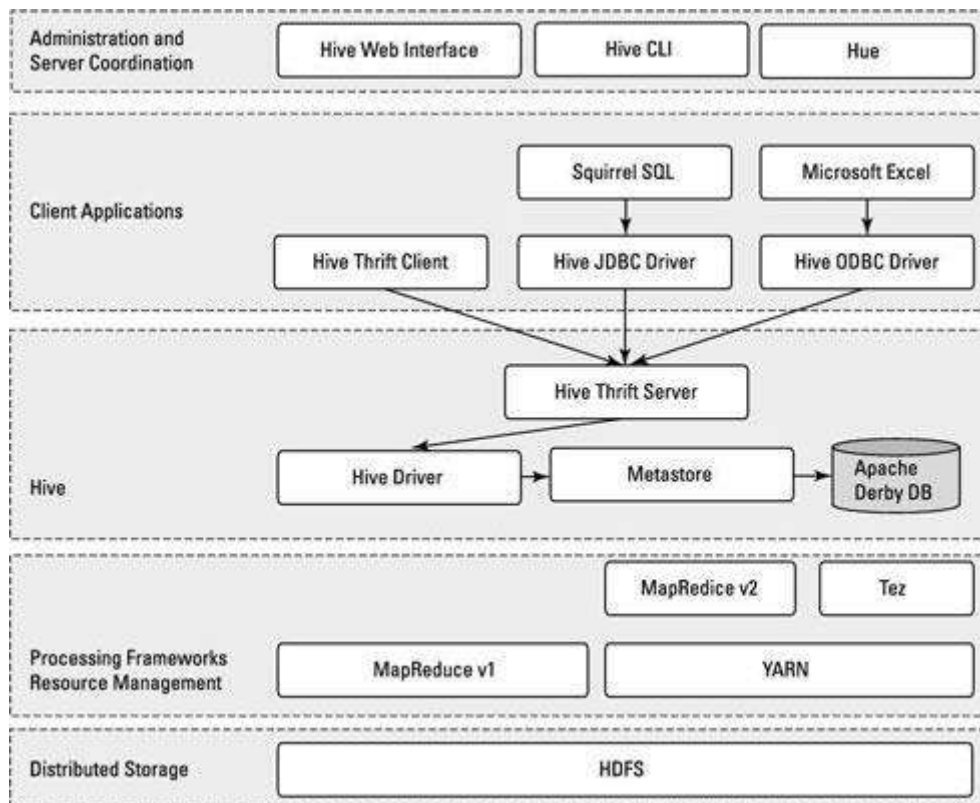 Administration and
Server Coordination
Hive Web Interface
Hive CLI
Hue
Client Applications
Squirrel SQL
Microsoft Excel
Hive Thrift Client
Hive JDBC Driver
Hive ODBC Driver
Hive
Hive Thrift Server
Hive Driver
Metastore
Apache
Derby DB
Processing Frameworks
Resource Management
MapRedice v2
Tez
MapReduce v1
YARN
Distributed Storage
HDFS